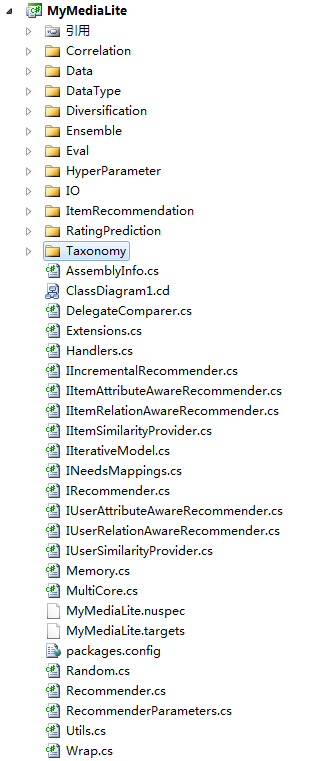 MyMediaLite
引用
Correlation
Data
DataType
Diversification
Ensemble
Eval
HyperParameter
IO
ItemRecommendation
RatingPrediction
Taxonomy
AssemblyInfo.cs
ClassDiagram1.cd
DelegateComparer.cs
Extensions.cs
Handlers.cs
IIncrementalRecommender.cs
IItemAttributeAwareRecommender.cs
IItemRelationAwareRecommender.cs
IItemSimilarityProvider.cs
IIterativeModel.cs
INeedsMappings.cs
IRecommender.cs
IUserAttributeAwareRecommender.cs
IUserRelationAwareRecommender.cs
IUserSimilarityProvider.cs
Memory.cs
MultiCore.cs
MyMediaLite.nuspec
MyMediaLite.targets
packages.config
Random.cs
Recommender.cs
RecommenderParameters.cs
Utils.cs
Wrap.cs